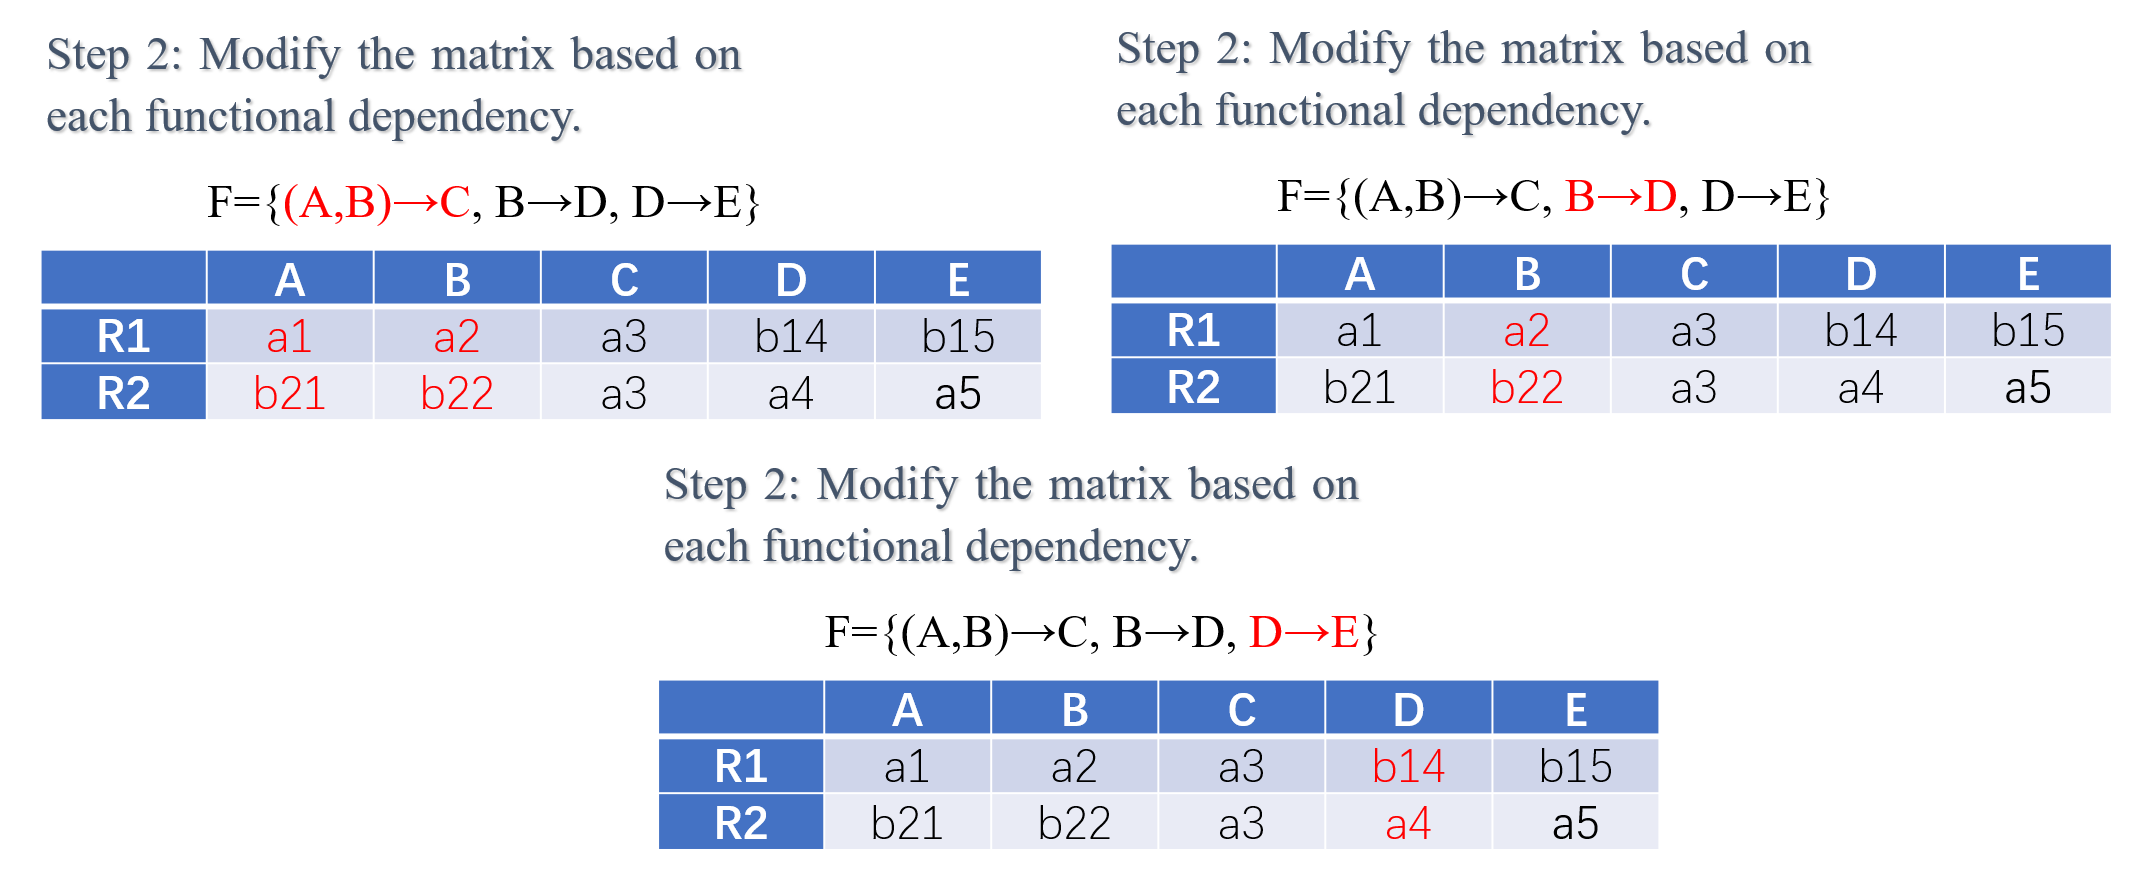 Step 2: Modify the matrix based on
each functional dependency.
F={(A,B)→C, B→D, D→E}
A B C D E
R1 a1 a2 a3 b14 b15
R2 b21 b22 a3 a4 a5
Step 2: Modify the matrix based on
each functional dependency.
F={(A,B)→C, B→D, D→E}
A B C D E
R1 a1 a2 a3 b14 b15
R2 b21 b22 a3 a4 a5
Step 2: Modify the matrix based on
each functional dependency.
F={(A,B)→C, B→D, D→E}
A B C D E
R1 a1 a2 a3 b14 b15
R2 b21 b22 a3 a4 a5